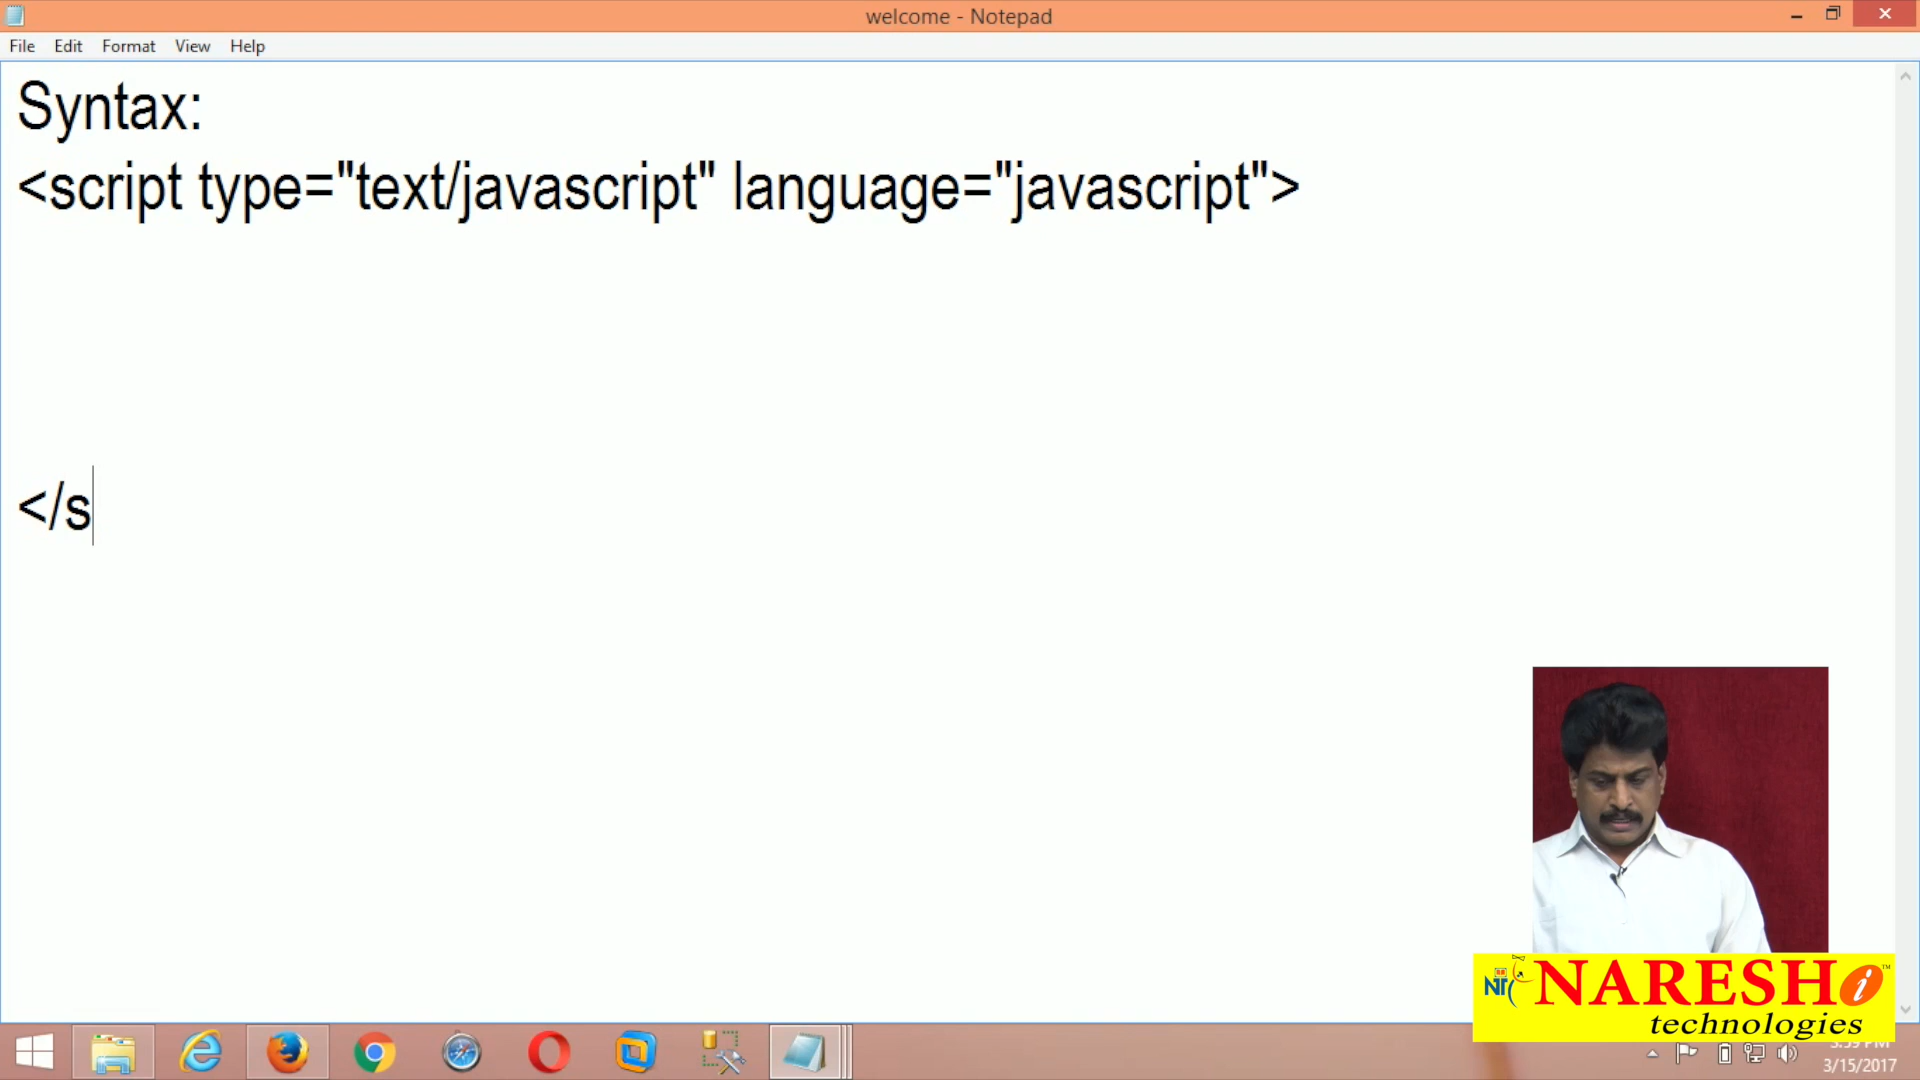 welcome - Notepad
File Edit Format View Help
Syntax:
<script type="text/javascript" language="javascript">
</s
NARESH i ™
technologies
3/15/2017